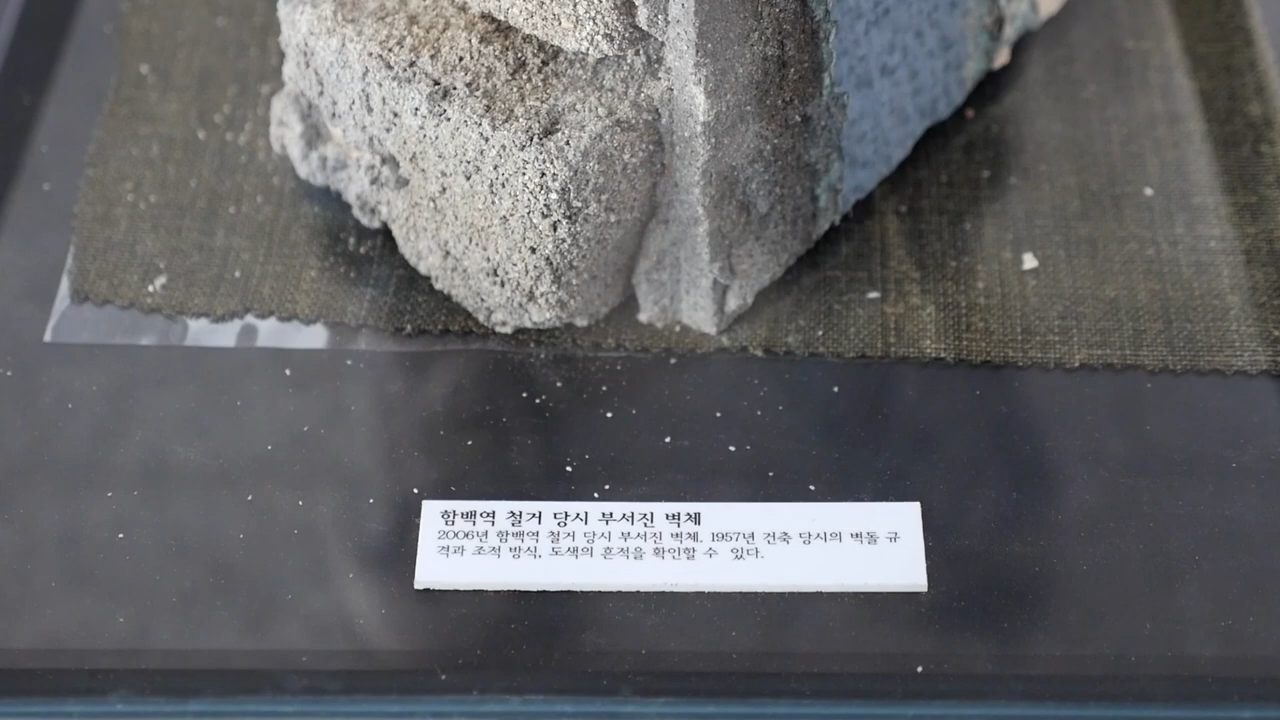 함백역 철거 당시 부서진 벽체
2006년 함백역 철거 당시 부서진 벽체. 1957년 건축 당시의 벽돌 규
격과 조적 방식, 도색의 흔적을 확인할 수 있다.